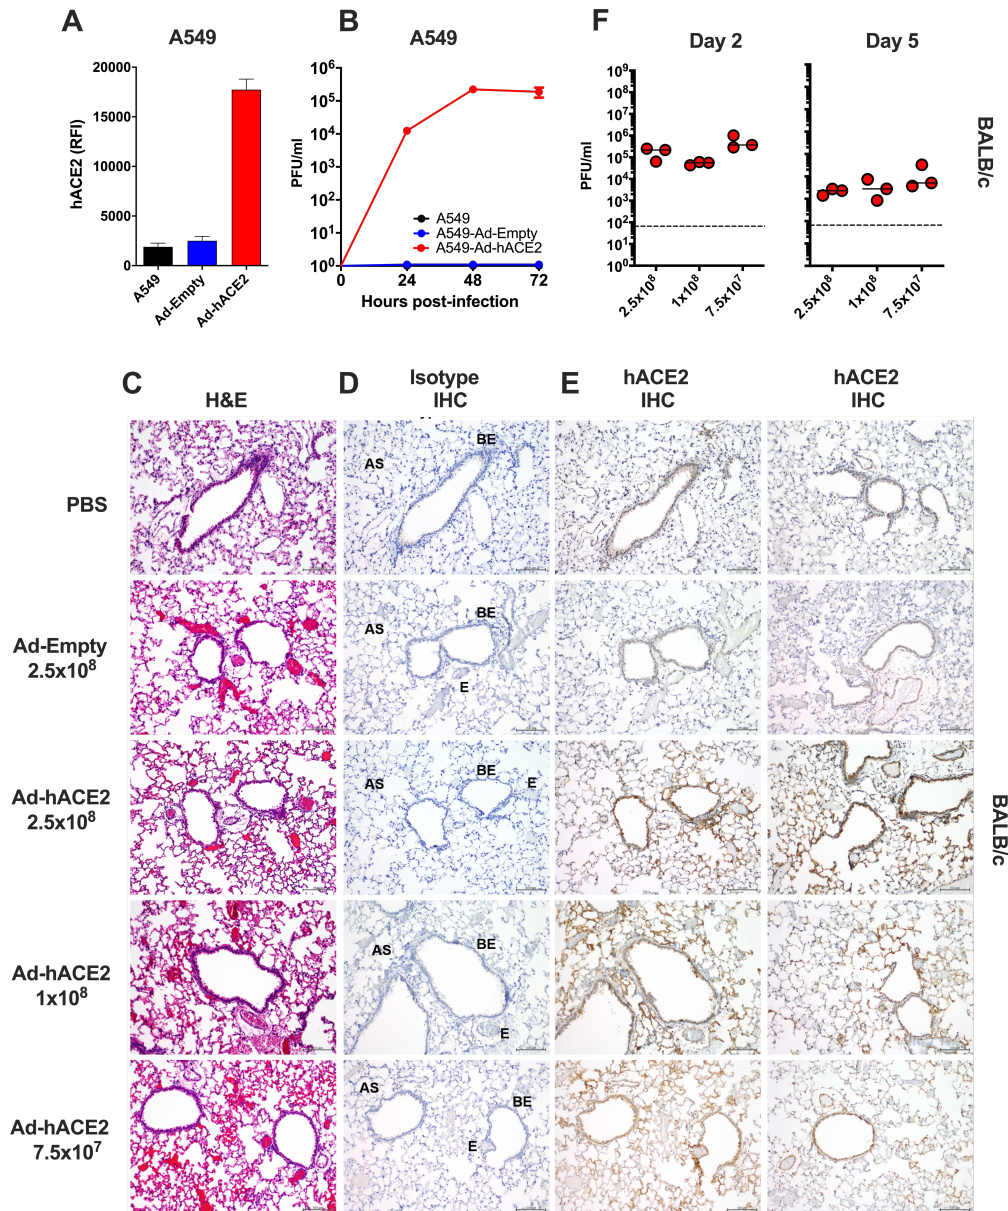 A
A549
hACE2 (RFI)
20000
15000
10000
5000
0
A549
Ad-Empty
Ad-hACE2
B
A549
PFU/ml
10⁶
10⁵
10⁴
10³
10²
10¹
10⁰
A549
A549-Ad-Empty
A549-Ad-hACE2
0
24
48
72
Hours post-infection
F
Day 2
Day 5
PFU/ml
10⁹
10⁸
10⁷
10⁶
10⁵
10⁴
10³
10²
10¹
10⁰
2.5x10⁸
1x10⁸
7.5x10⁷
2.5x10⁸
1x10⁸
7.5x10⁷
BALB/c
C
H&E
D
Isotype
IHC
E
hACE2
IHC
hACE2
IHC
PBS
AS
BE
Ad-Empty
2.5x10⁸
AS
BE
E
Ad-hACE2
2.5x10⁸
AS
BE
E
Ad-hACE2
1x10⁸
AS
BE
E
Ad-hACE2
7.5x10⁷
AS
BE
E
BALB/c